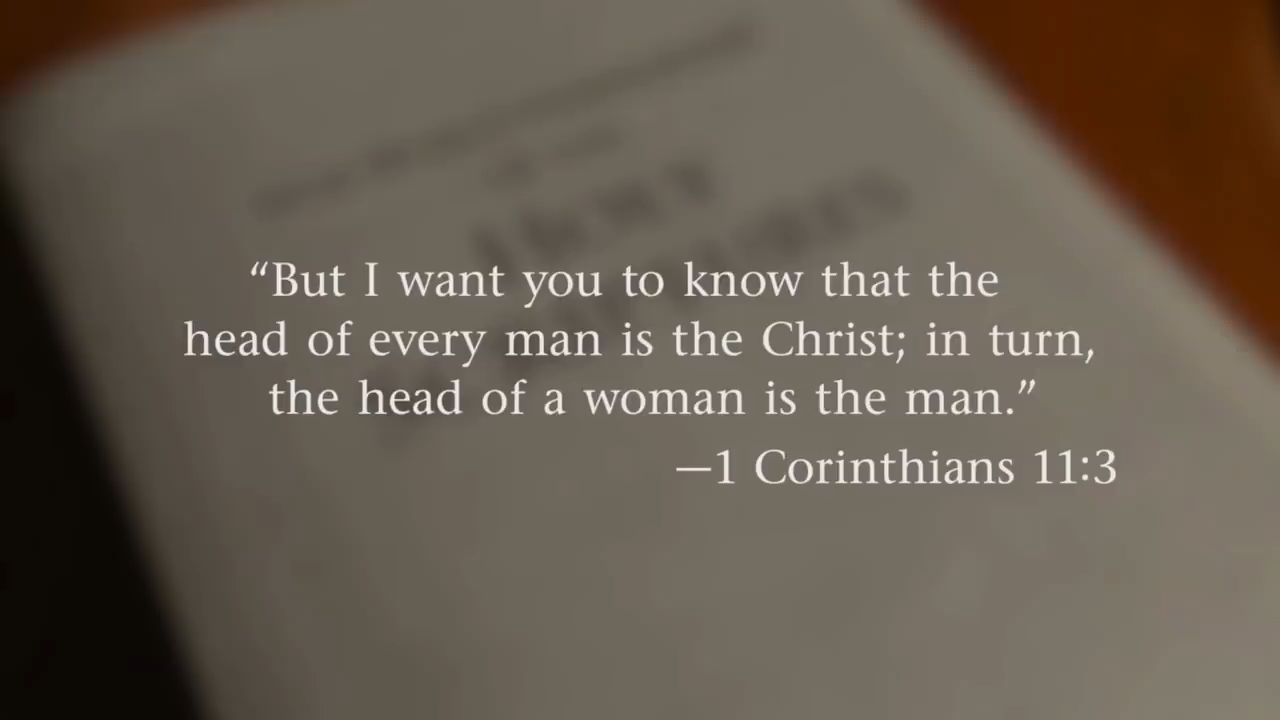 “But I want you to know that the
head of every man is the Christ; in turn,
the head of a woman is the man.”
—1 Corinthians 11:3